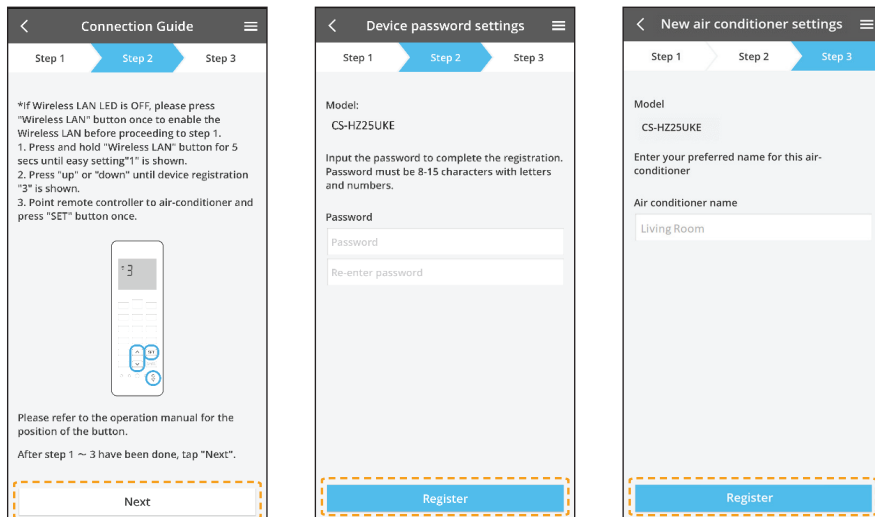 Connection Guide
Step 1
Step 2
Step 3
*If Wireless LAN LED is OFF, please press
"Wireless LAN" button once to enable the
Wireless LAN before proceeding to step 1.
1. Press and hold "Wireless LAN" button for 5
secs until easy setting"1" is shown.
2. Press "up" or "down" until device registration
"3" is shown.
3. Point remote controller to air-conditioner and
press "SET" button once.
3
SET
Please refer to the operation manual for the
position of the button.
After step 1 ~ 3 have been done, tap "Next".
Next
Device password settings
Step 1
Step 2
Step 3
Model:
CS-HZ25UKE
Input the password to complete the registration.
Password must be 8-15 characters with letters
and numbers.
Password
Password
Re-enter password
Register
New air conditioner settings
Step 1
Step 2
Step 3
Model
CS-HZ25UKE
Enter your preferred name for this air-
conditioner
Air conditioner name
Living Room
Register